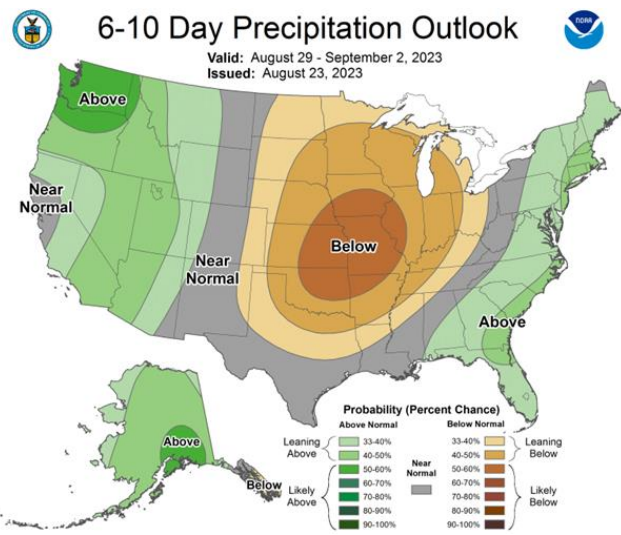 6-10 Day Precipitation Outlook
NOAA
Valid: August 29 - September 2, 2023
Issued: August 23, 2023
Above
Near
Normal
Near
Normal
Below
Above
Above
Below
Probability (Percent Chance)
Above Normal
Below Normal
Leaning
Above
33-40%
40-50%
Likely
Above
50-60%
60-70%
70-80%
80-90%
90-100%
Near
Normal
33-40%
40-50%
Leaning
Below
50-60%
60-70%
70-80%
80-90%
90-100%
Likely
Below